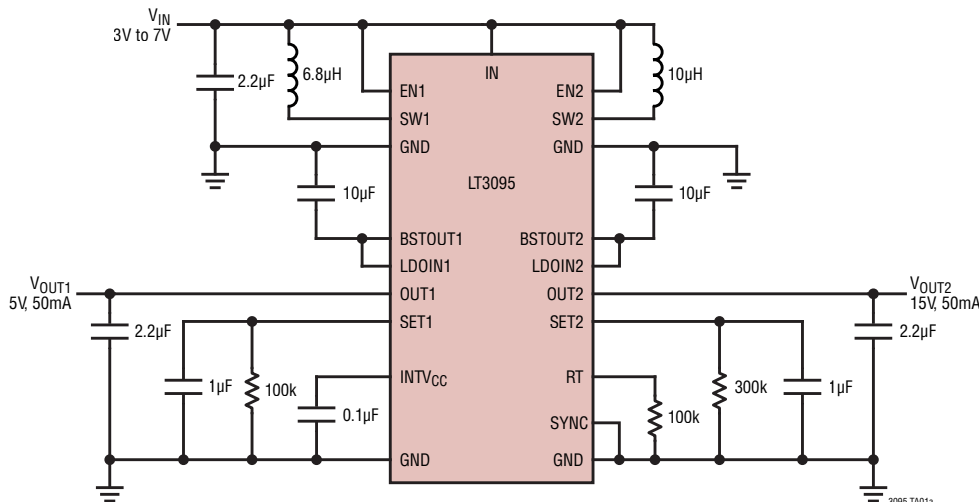 VIN
3V to 7V
2.2µF
6.8µH
IN
10µH
EN1
EN2
SW1
SW2
GND
GND
LT3095
10µF
10µF
BSTOUT1
BSTOUT2
LDOIN1
LDOIN2
VOUT1
5V, 50mA
OUT1
OUT2
VOUT2
15V, 50mA
2.2µF
SET1
SET2
2.2µF
1µF
100k
INTVCC
RT
300k
1µF
0.1µF
100k
SYNC
GND
GND
3095 TA01a